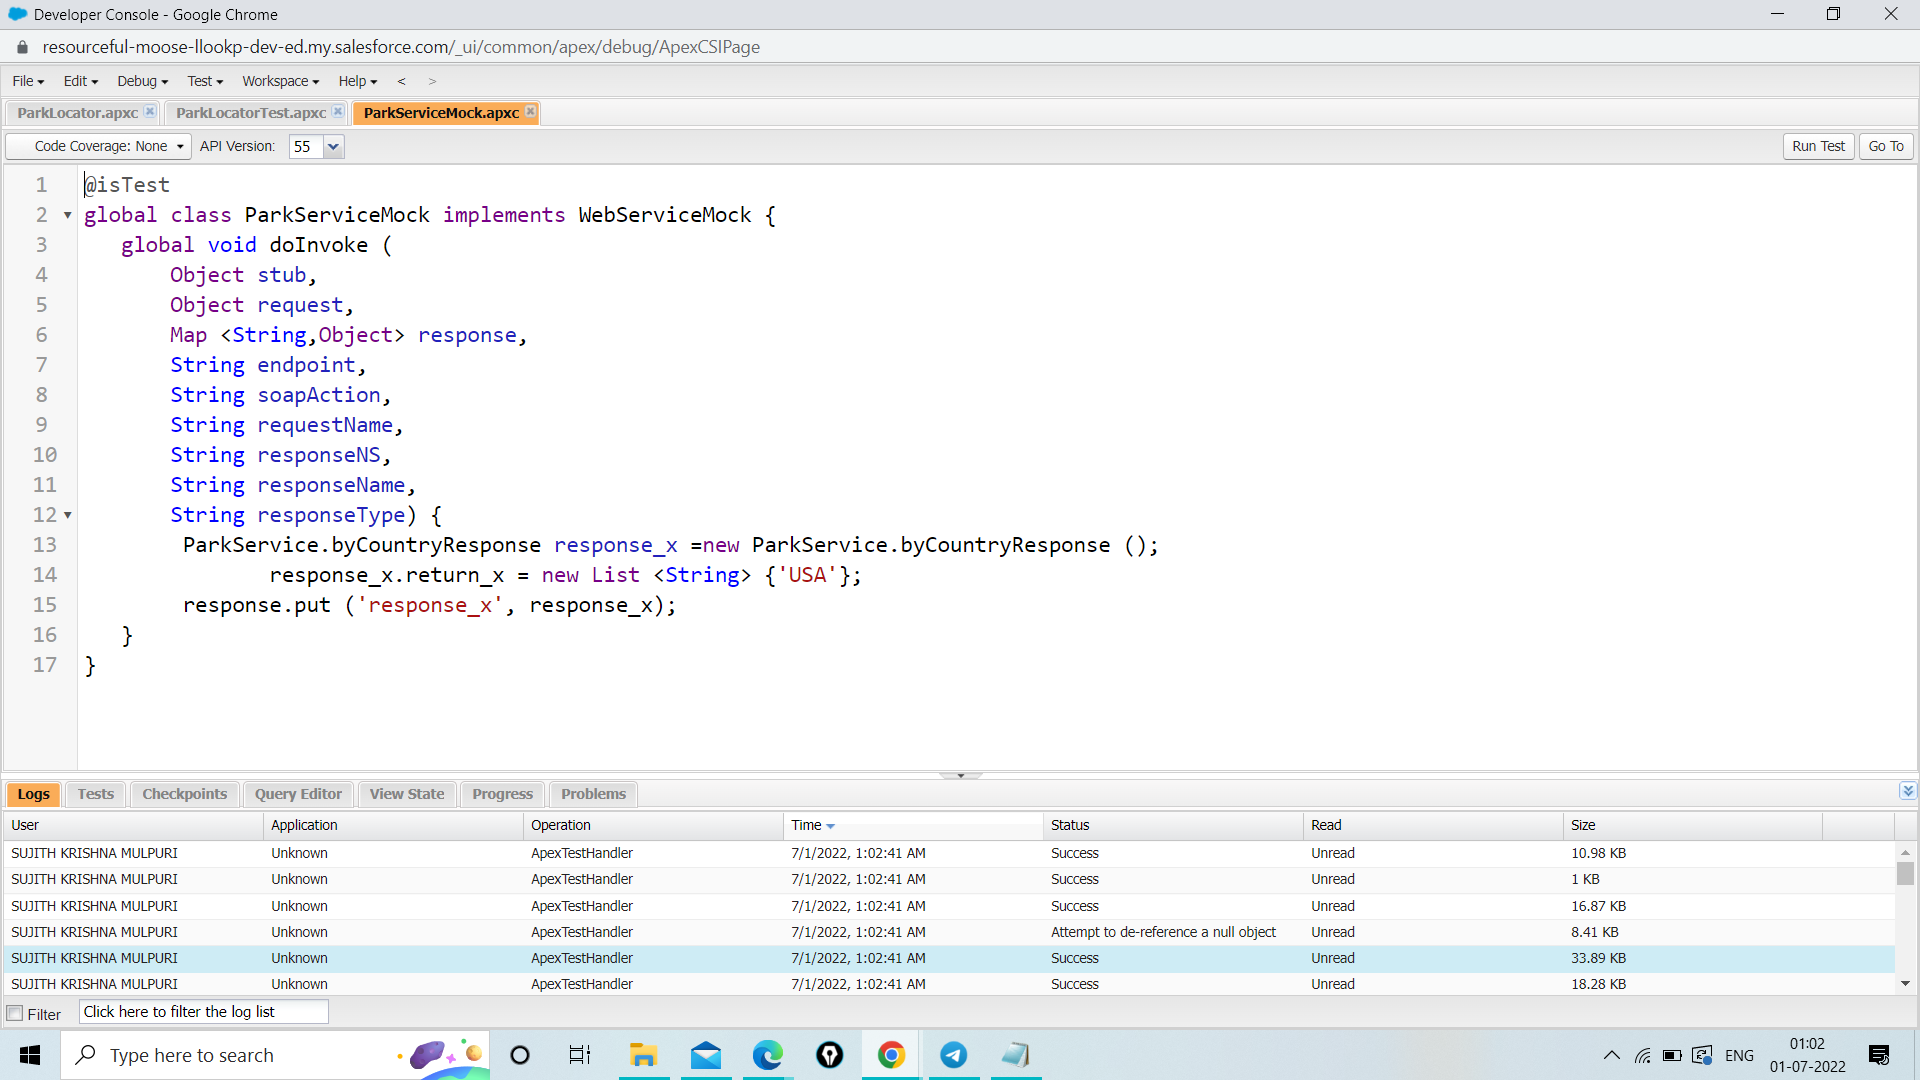 Developer Console - Google Chrome
resourceful-moose-llookp-dev-ed.my.salesforce.com/_ui/common/apex/debug/ApexCSIPage
File Edit Debug Test Workspace Help < >
ParkLocator.apxc ParkLocatorTest.apxc ParkServiceMock.apxc
Code Coverage: None API Version: 55 Run Test Go To
1 @isTest
2 global class ParkServiceMock implements WebServiceMock {
3 global void doInvoke (
4 Object stub,
5 Object request,
6 Map <String,Object> response,
7 String endpoint,
8 String soapAction,
9 String requestName,
10 String responseNS,
11 String responseName,
12 String responseType) {
13 ParkService.byCountryResponse response_x =new ParkService.byCountryResponse ();
14 response_x.return_x = new List <String> {'USA'};
15 response.put ('response_x', response_x);
16 }
17 }
Logs Tests Checkpoints Query Editor View State Progress Problems
User Application Operation Time Status Read Size
SUJITH KRISHNA MULPURI Unknown ApexTestHandler 7/1/2022, 1:02:41 AM Success Unread 10.98 KB
SUJITH KRISHNA MULPURI Unknown ApexTestHandler 7/1/2022, 1:02:41 AM Success Unread 1 KB
SUJITH KRISHNA MULPURI Unknown ApexTestHandler 7/1/2022, 1:02:41 AM Success Unread 16.87 KB
SUJITH KRISHNA MULPURI Unknown ApexTestHandler 7/1/2022, 1:02:41 AM Attempt to de-reference a null object Unread 8.41 KB
SUJITH KRISHNA MULPURI Unknown ApexTestHandler 7/1/2022, 1:02:41 AM Success Unread 33.89 KB
SUJITH KRISHNA MULPURI Unknown ApexTestHandler 7/1/2022, 1:02:41 AM Success Unread 18.28 KB
Filter Click here to filter the log list
Type here to search ENG 01:02
01-07-2022